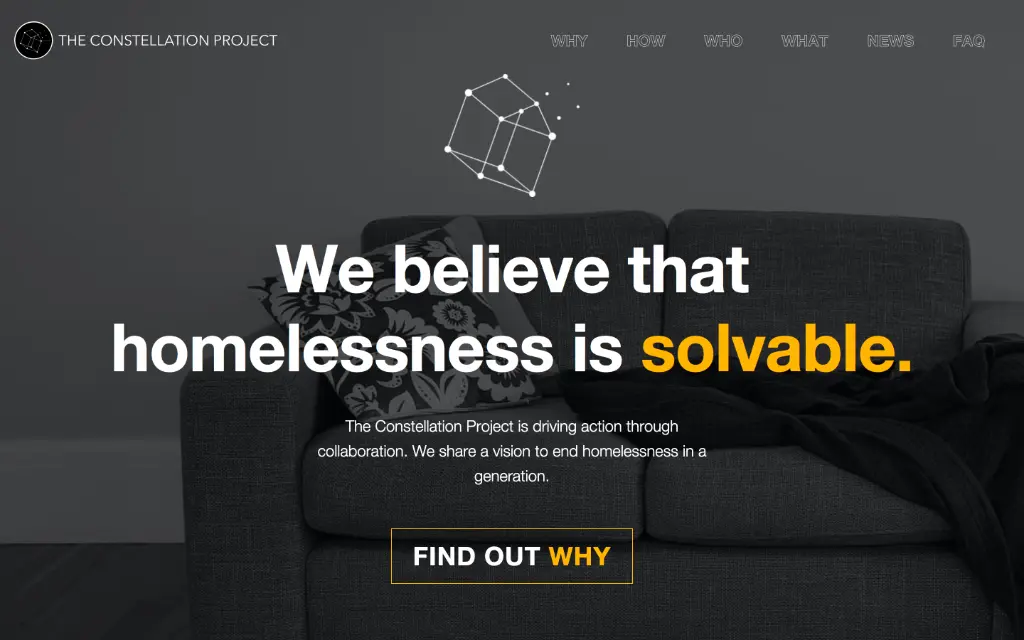 THE CONSTELLATION PROJECT
WHY HOW WHO WHAT NEWS FAQ
We believe that
homelessness is solvable.
The Constellation Project is driving action through
collaboration. We share a vision to end homelessness in a
generation.
FIND OUT WHY